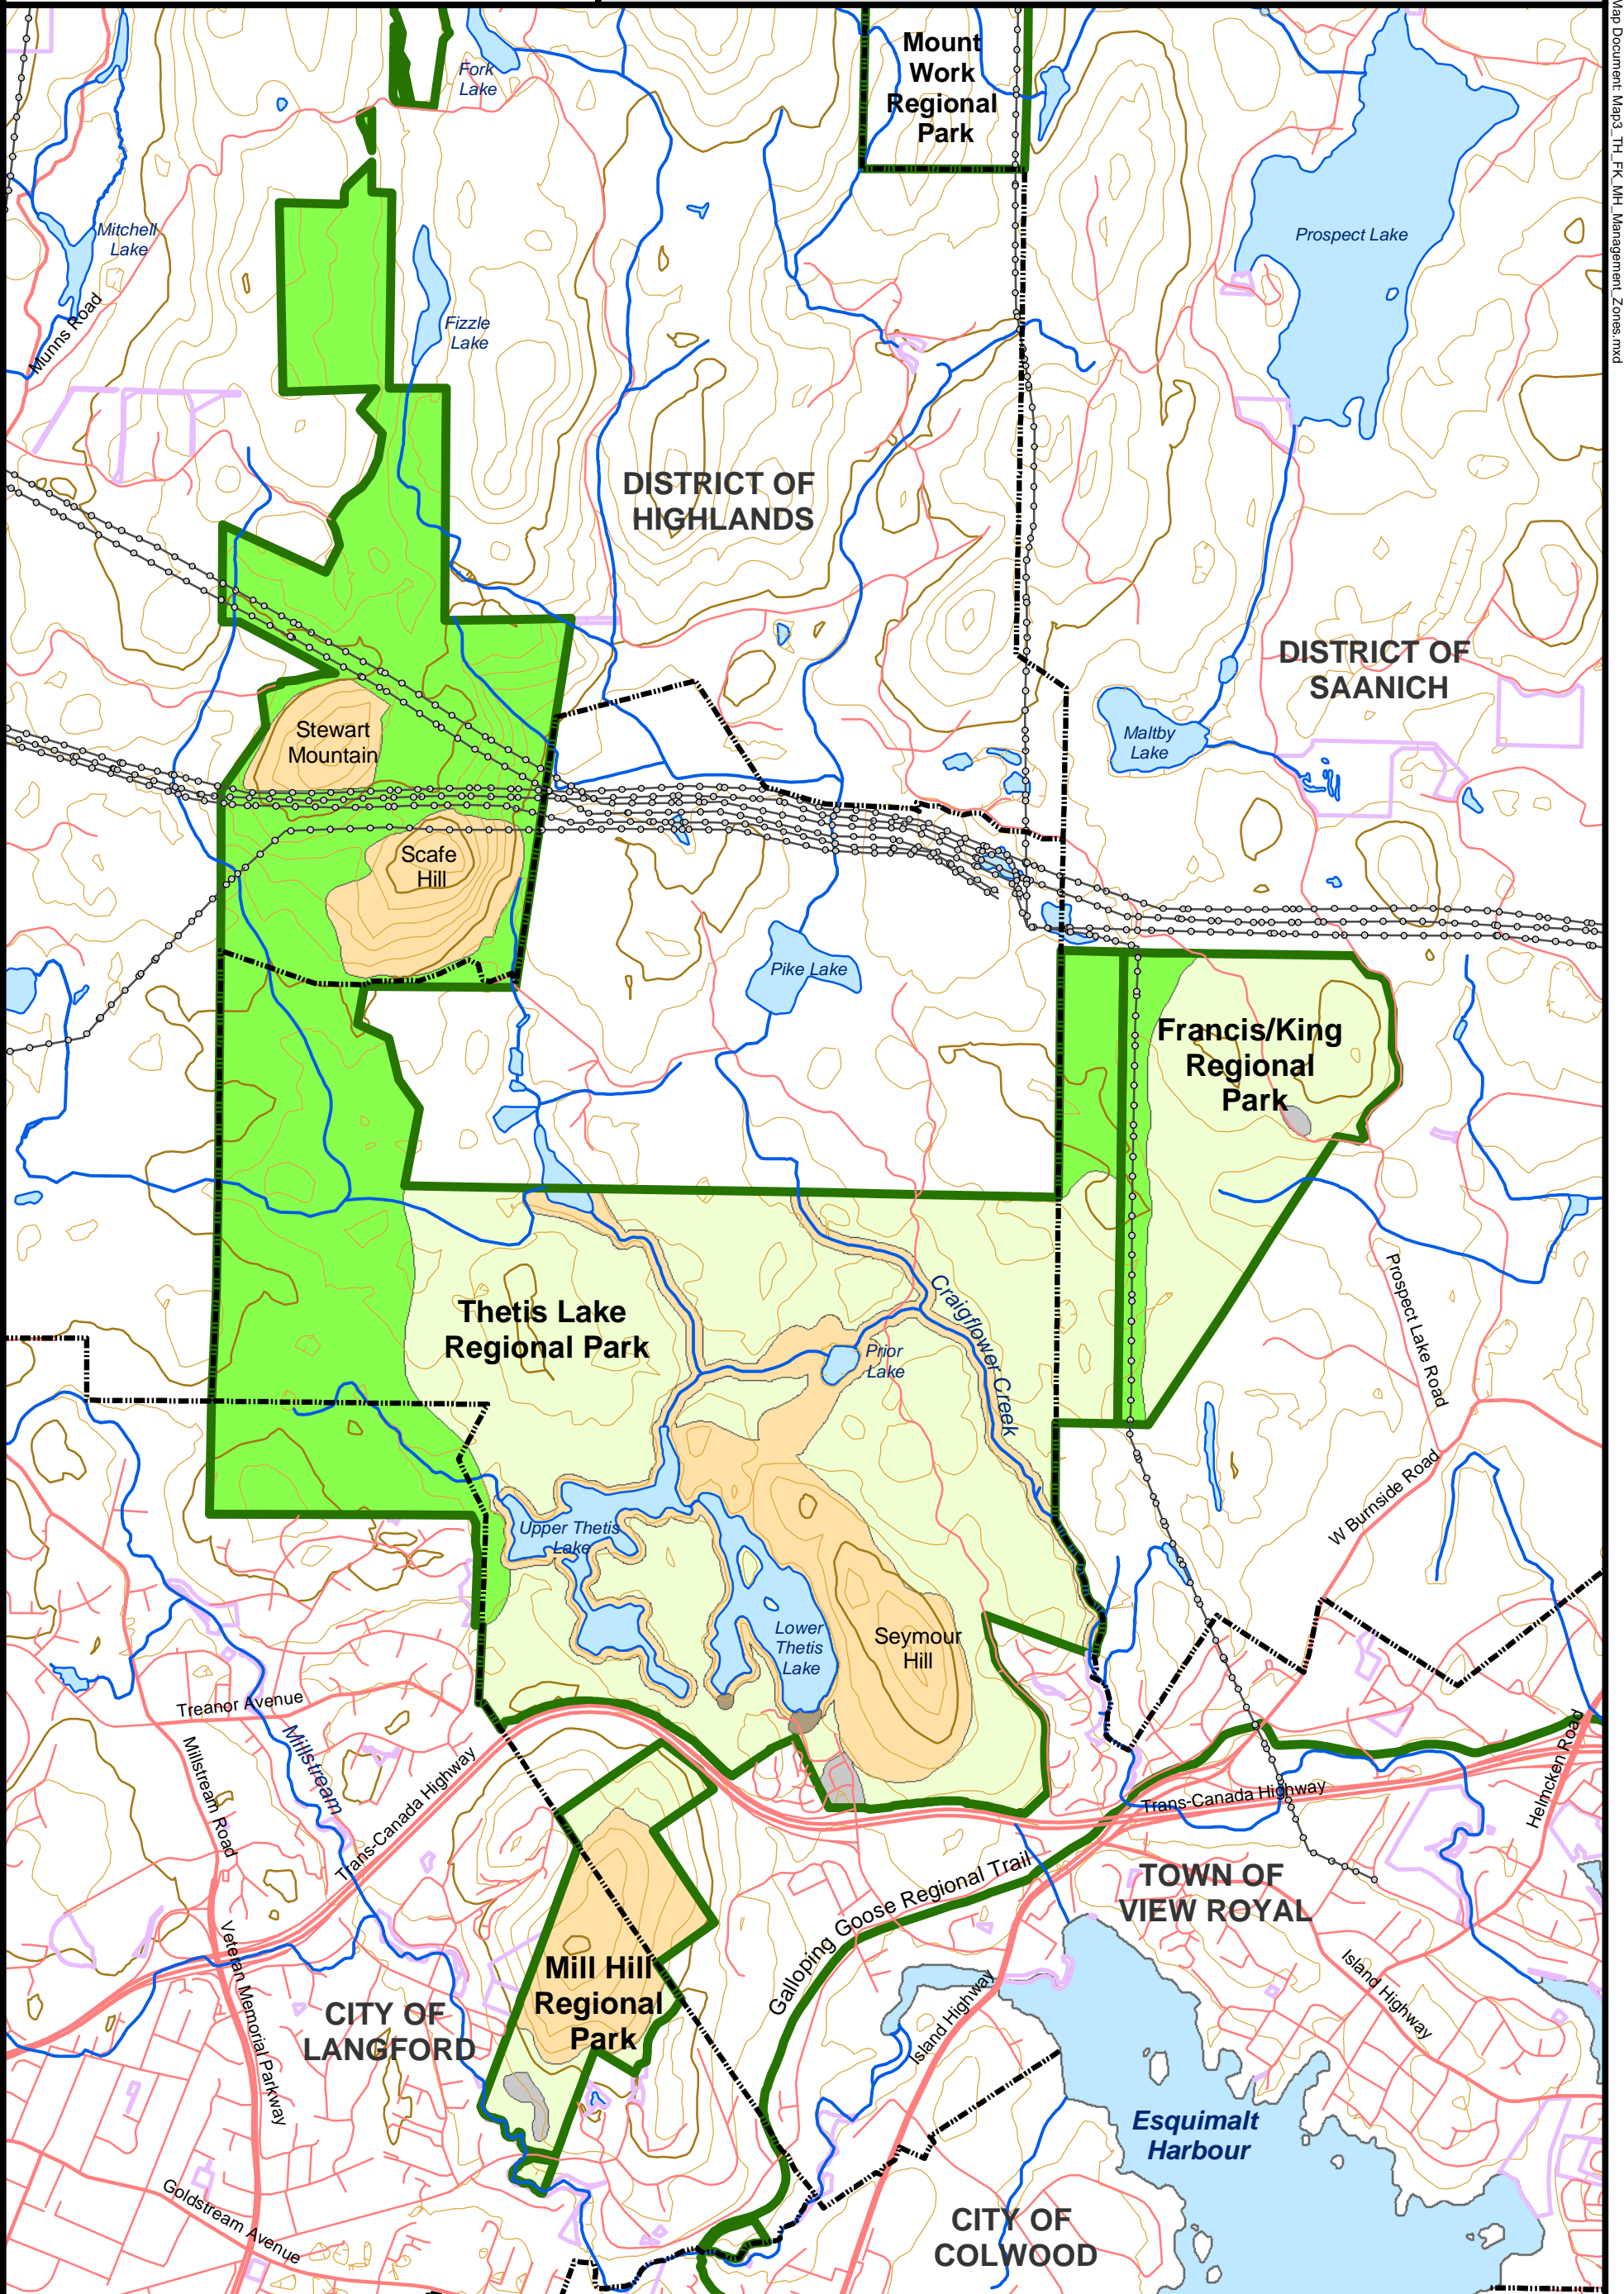 Map Document: Map3_TH_FK_MH_Management_Zones.mxd
Mount
Work
Regional
Park
Fork
Lake
Mitchell
Lake
Prospect Lake
Munns Road
Fizzle
Lake
DISTRICT OF
HIGHLANDS
DISTRICT OF
SAANICH
Stewart
Mountain
Maltby
Lake
Scafe
Hill
Pike Lake
Francis/King
Regional
Park
Thetis Lake
Regional Park
Craigflower Creek
Prior
Lake
Prospect Lake Road
W Burnside Road
Upper Thetis
Lake
Lower
Thetis
Lake
Seymour
Hill
Treanor Avenue
Millstream
Millstream Road
Trans-Canada Highway
Trans-Canada Highway
Helmcken Road
Galloping Goose Regional Trail
TOWN OF
VIEW ROYAL
Veteran Memorial Parkway
Mill Hill
Regional
Park
CITY OF
LANGFORD
Island Highway
Island Highway
Esquimalt
Harbour
Goldstream Avenue
CITY OF
COLWOOD